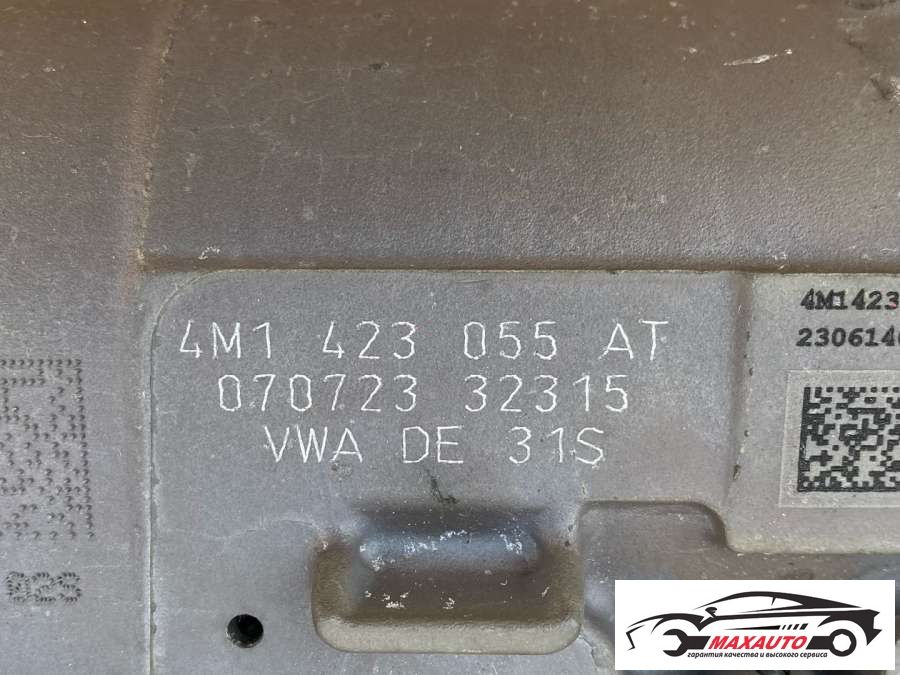 4M1 423 055 AT
070723 32315
VWA DE 31S
4M1423
230614
MAXAUTO
гарантия качества и высокого сервиса